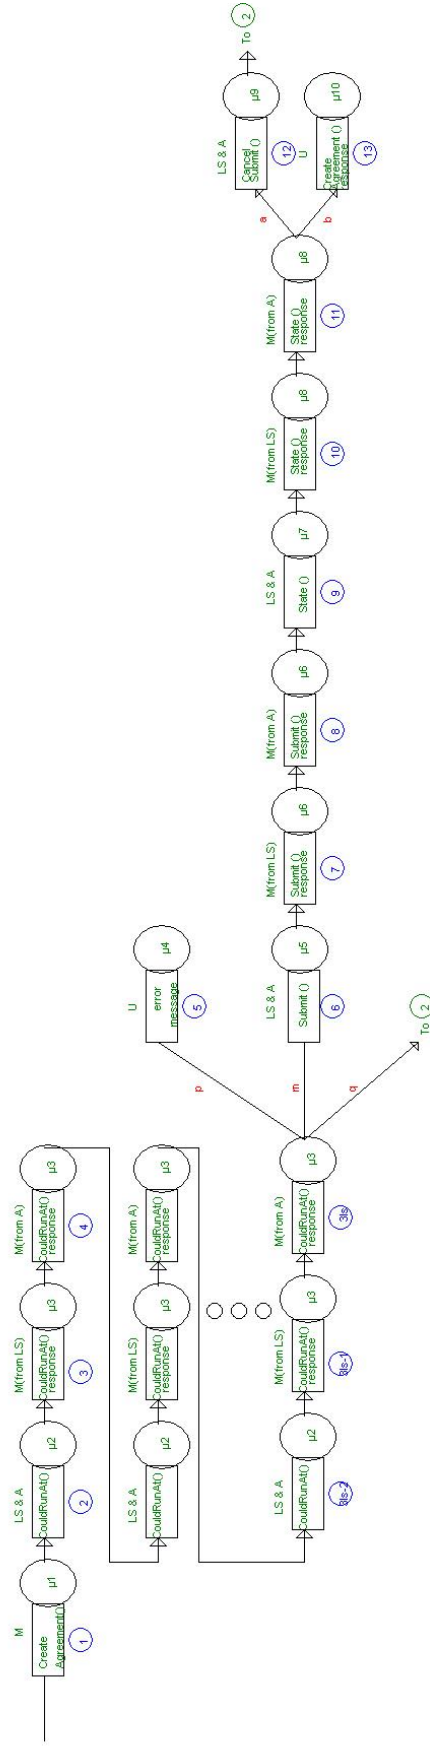 M
Create
Agreement()
µ1
1
LS & A
CouldRunAt()
µ2
2
M(from LS)
CouldRunAt()
response
µ3
3
M(from A)
CouldRunAt()
response
µ3
4
LS & A
CouldRunAt()
µ2
M(from LS)
CouldRunAt()
response
µ3
M(from A)
CouldRunAt()
response
µ3
U
error
message
µ4
5
LS & A
CouldRunAt()
µ2
3ls-2
M(from LS)
CouldRunAt()
response
µ3
3ls-1
M(from A)
CouldRunAt()
response
µ3
3ls
p
m
q
To 2
LS & A
Submit ()
µ5
6
M(from LS)
Submit ()
response
µ6
7
M(from A)
Submit ()
response
µ6
8
LS & A
State ()
µ7
9
M(from LS)
State ()
response
µ8
10
M(from A)
State ()
response
µ8
11
a
b
LS & A
Cancel
Submit ()
µ9
12
To 2
U
Create
Agreement ()
response
µ10
13